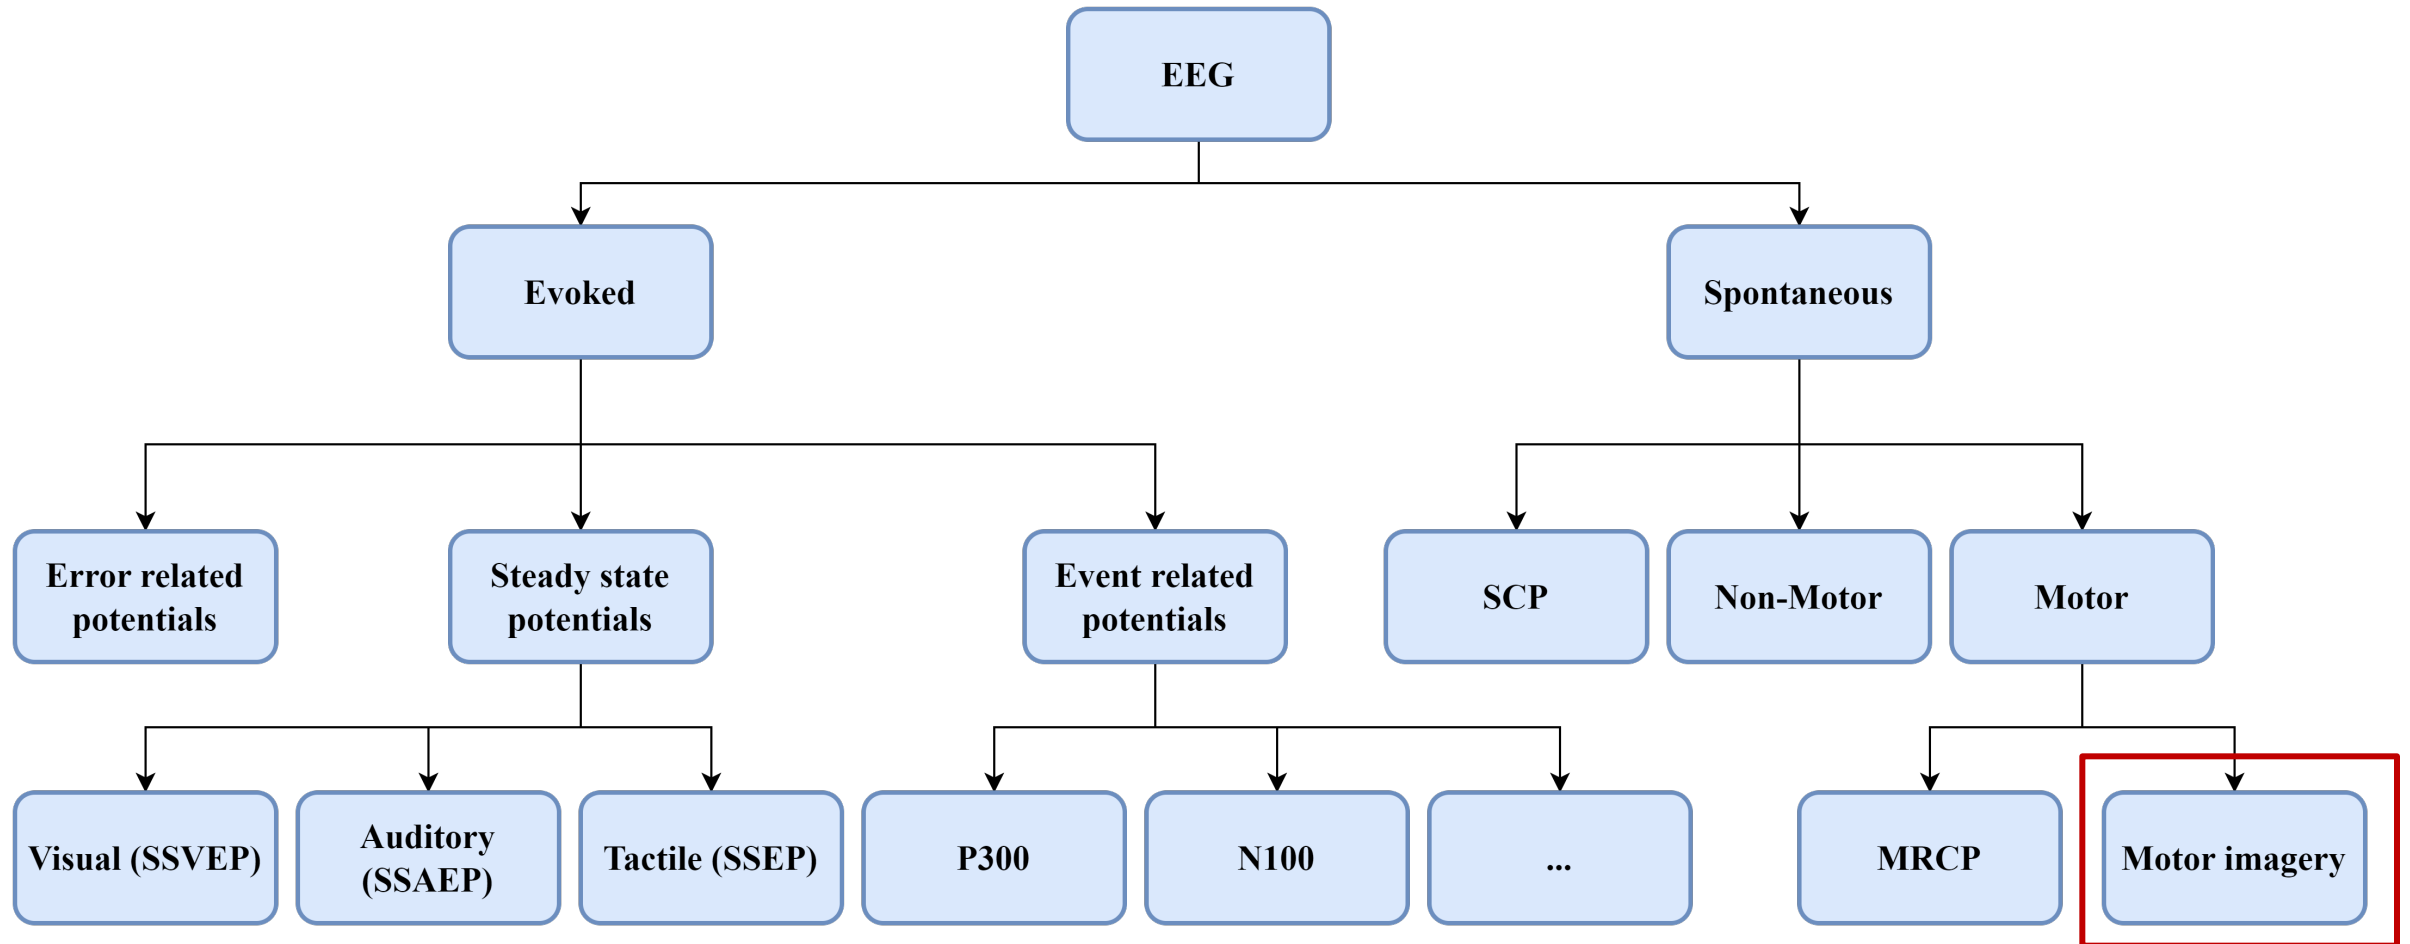 EEG
Evoked
Spontaneous
Error related
potentials
Steady state
potentials
Event related
potentials
SCP
Non-Motor
Motor
Visual (SSVEP)
Auditory
(SSAEP)
Tactile (SSEP)
P300
N100
...
MRCP
Motor imagery